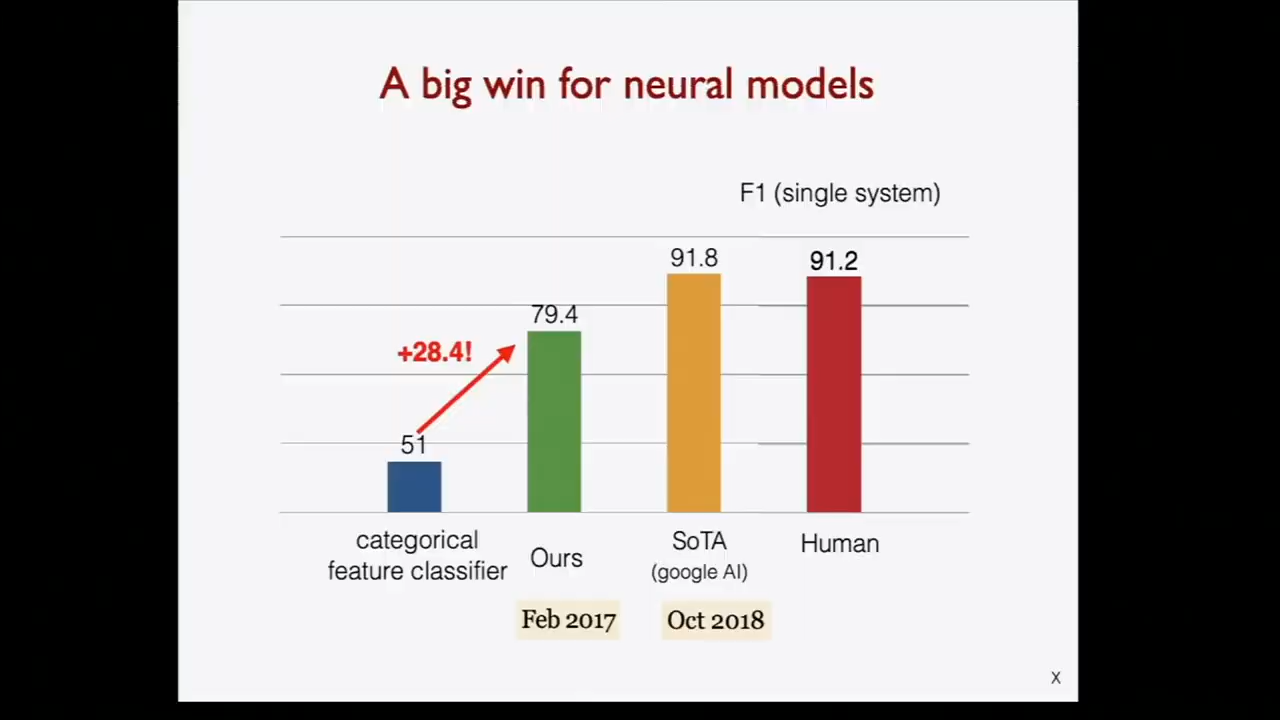 A big win for neural models
F1 (single system)
91.8
91.2
79.4
+28.4!
51
categorical
feature classifier
Ours
SoTA
(google AI)
Human
Feb 2017
Oct 2018
X